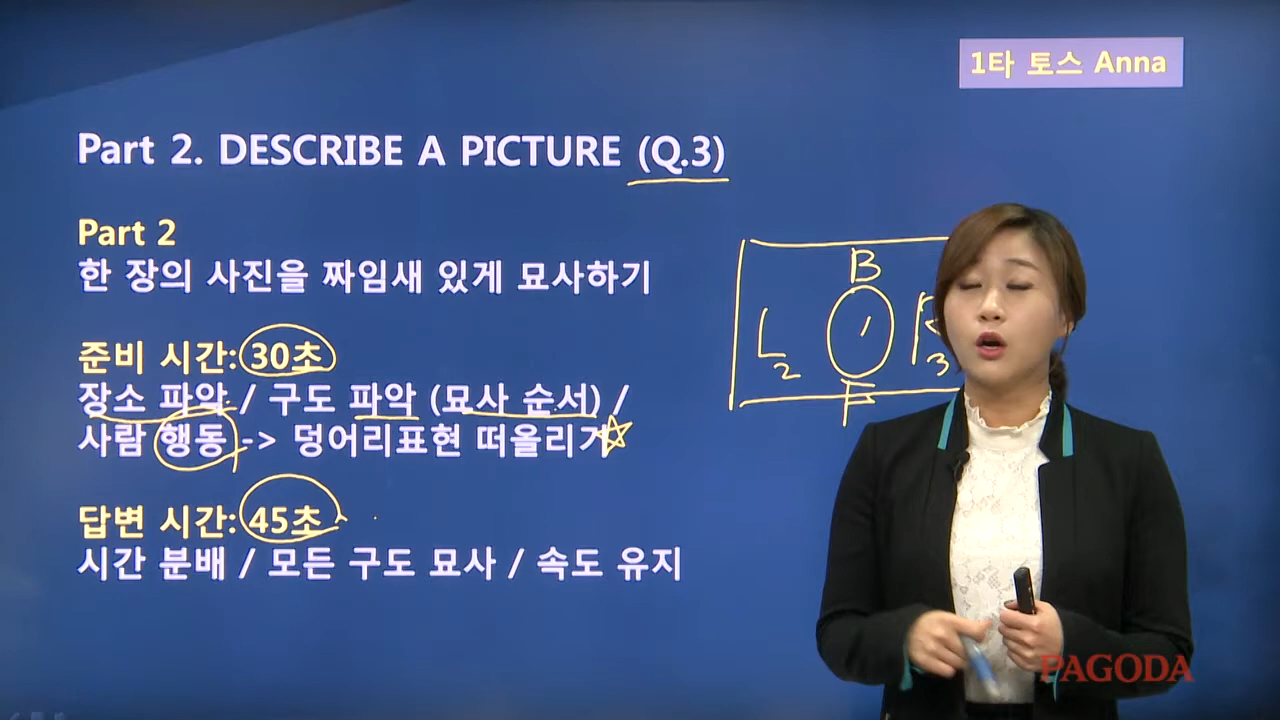 1타 토스 Anna
Part 2. DESCRIBE A PICTURE (Q.3)
Part 2
한 장의 사진을 짜임새 있게 묘사하기
준비 시간: 30초
장소 파악 / 구도 파악 (묘사 순서) /
사람 행동 -> 덩어리표현 떠올리기
답변 시간: 45초
시간 분배 / 모든 구도 묘사 / 속도 유지
B
L 1 R
2 3
F
PAGODA